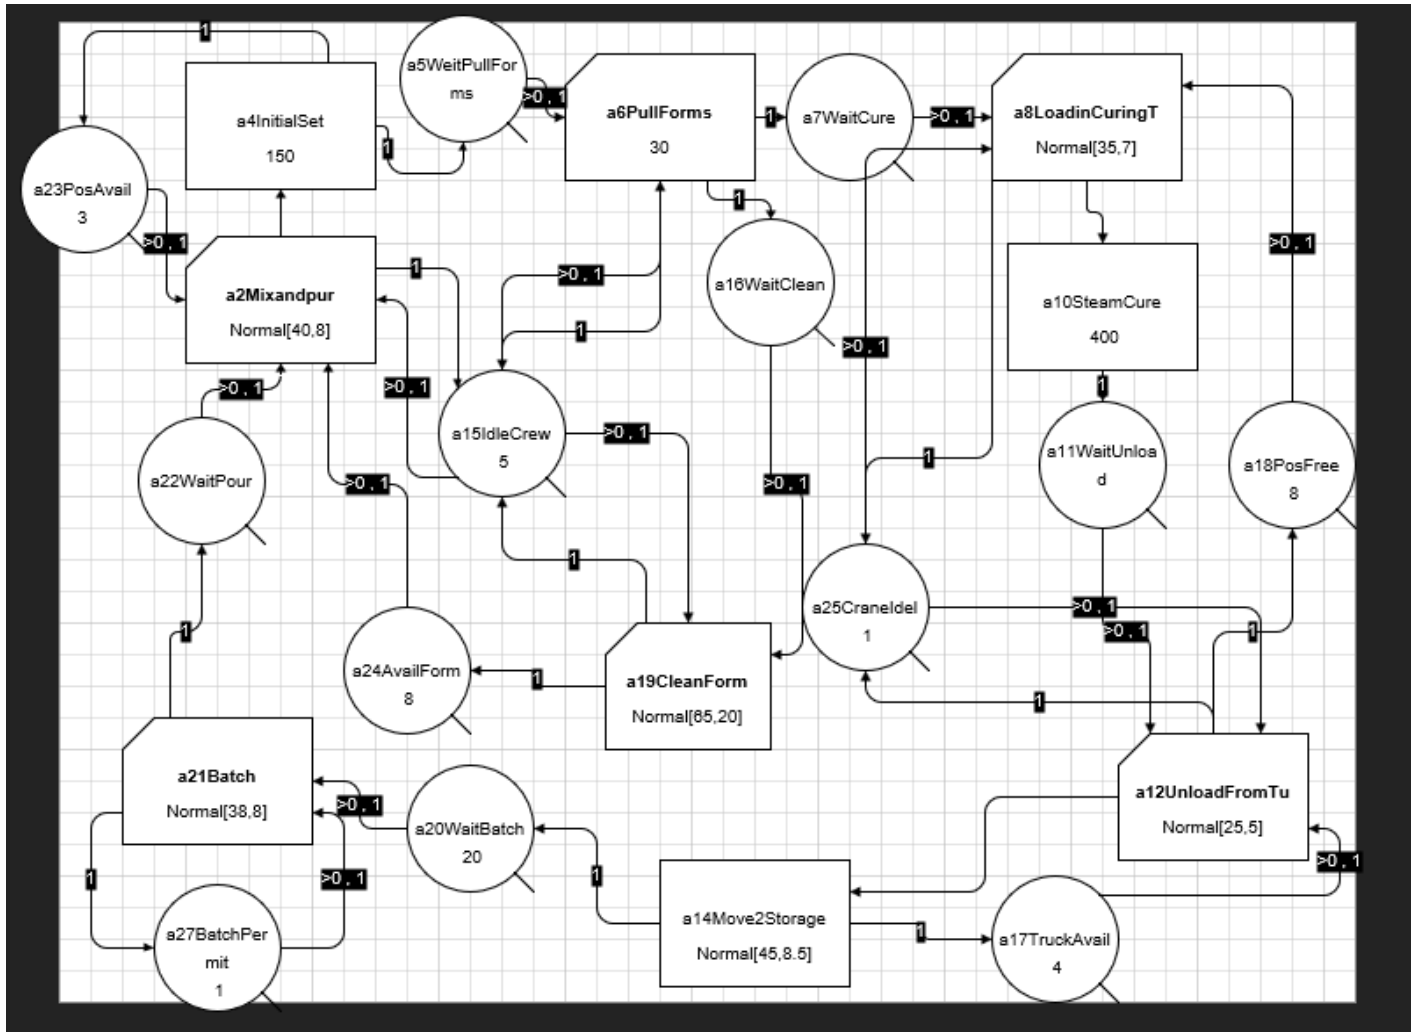 1
a4InitialSet
150
a5WeitPullFor
ms
>0 , 1
a6PullForms
30
1
a7WaitCure
>0 , 1
a8LoadinCuringT
Normal[35,7]
1
a23PosAvail
3
>0 , 1
a2Mixandpur
Normal[40,8]
1
>0 , 1
1
1
a16WaitClean
>0 , 1
>0 , 1
a10SteamCure
400
1
>0 , 1
>0 , 1
a15IdleCrew
5
>0 , 1
1
a11WaitUnloa
d
a18PosFree
8
a22WaitPour
>0 , 1
>0 , 1
1
a25CraneIdel
1
>0 , 1
>0 , 1
1
1
a24AvailForm
8
1
a19CleanForm
Normal[65,20]
1
a21Batch
Normal[38,8]
>0 , 1
a20WaitBatch
20
a12UnloadFromTu
Normal[25,5]
1
>0 , 1
1
>0 , 1
a27BatchPer
mit
1
a14Move2Storage
Normal[45,8.5]
1
a17TruckAvail
4